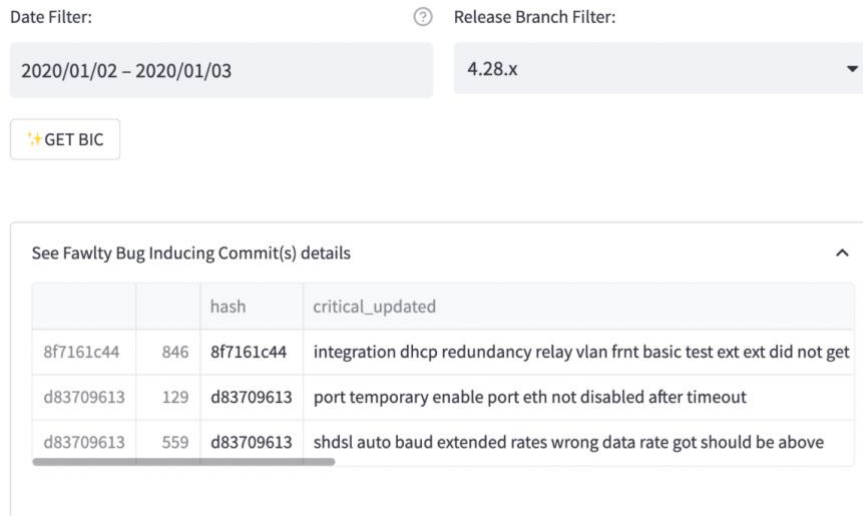 Date Filter:
Release Branch Filter:
2020/01/02 – 2020/01/03
4.28.x
✨GET BIC
See Fawlty Bug Inducing Commit(s) details
hash critical_updated
8f7161c44 846 8f7161c44 integration dhcp redundancy relay vlan frnt basic test ext ext did not get
d83709613 129 d83709613 port temporary enable port eth not disabled after timeout
d83709613 559 d83709613 shdsl auto baud extended rates wrong data rate got should be above